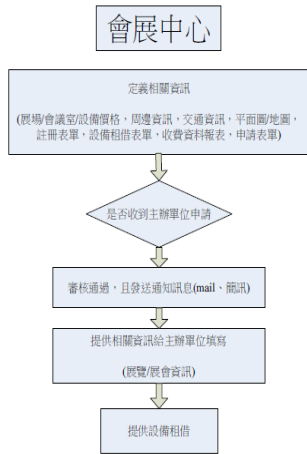 會展中心
定義相關資訊
(展場/會議室/設備價格，周邊資訊，交通資訊，平面圖/地圖，
註冊表單，設備租借表單，收費資料報表，申請表單)
是否收到主辦單位申請
審核通過，且發送通知訊息(mail、簡訊)
提供相關資訊給主辦單位填寫
(展覽/展會資訊)
提供設備租借